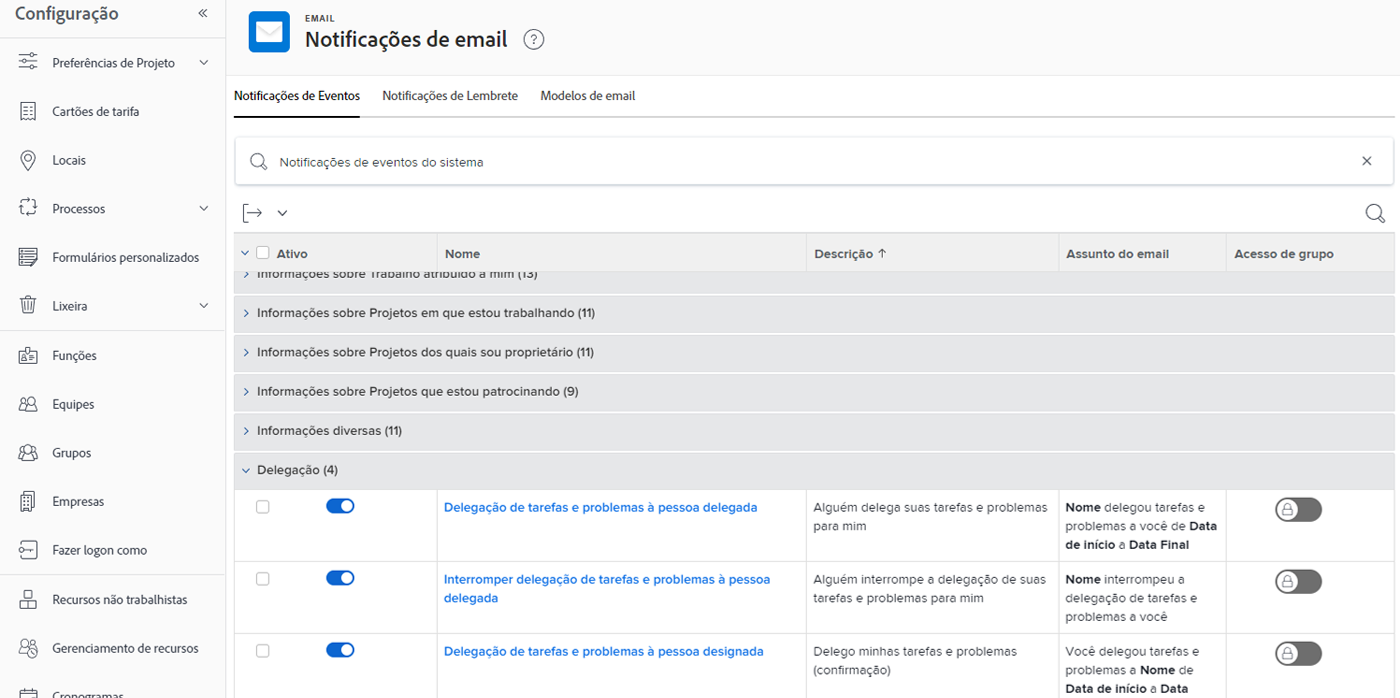 Configuração
«
EMAIL
Notificações de email ?
Preferências de Projeto
Cartões de tarifa
Locais
Processos
Formulários personalizados
Lixeira
Funções
Equipes
Grupos
Empresas
Fazer logon como
Recursos não trabalhistas
Gerenciamento de recursos
Cronogramas
Notificações de Eventos Notificações de Lembrete Modelos de email
Notificações de eventos do sistema
Ativo Nome Descrição ↑ Assunto do email Acesso de grupo
Informações sobre Trabalho atribuído a mim (13)
Informações sobre Projetos em que estou trabalhando (11)
Informações sobre Projetos dos quais sou proprietário (11)
Informações sobre Projetos que estou patrocinando (9)
Informações diversas (11)
Delegação (4)
Delegação de tarefas e problemas à pessoa delegada
Alguém delega suas tarefas e problemas
para mim
Nome delegou tarefas e
problemas a você de Data
de início a Data Final
Interromper delegação de tarefas e problemas à pessoa
delegada
Alguém interrompe a delegação de suas
tarefas e problemas para mim
Nome interrompeu a
delegação de tarefas e
problemas a você
Delegação de tarefas e problemas à pessoa designada
Delego minhas tarefas e problemas
(confirmação)
Você delegou tarefas e
problemas a Nome de
Data de início a Data